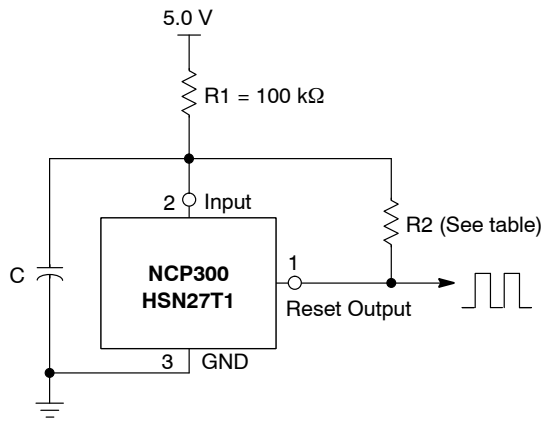 5.0 V
R1 = 100 kΩ
2
Input
R2 (See table)
C
NCP300
HSN27T1
1
Reset Output
3
GND